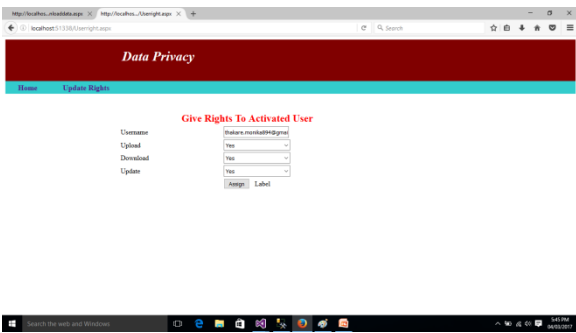 http://localhos...nloaddata.aspx
http://localhos.../Userright.aspx
localhost:51338/Userright.aspx
Search
Data Privacy
Home Update Rights
Give Rights To Activated User
Username thakare.monika894@gmai
Upload Yes
Download Yes
Update Yes
Assign Label
Search the web and Windows
5:45 PM
04/03/2017